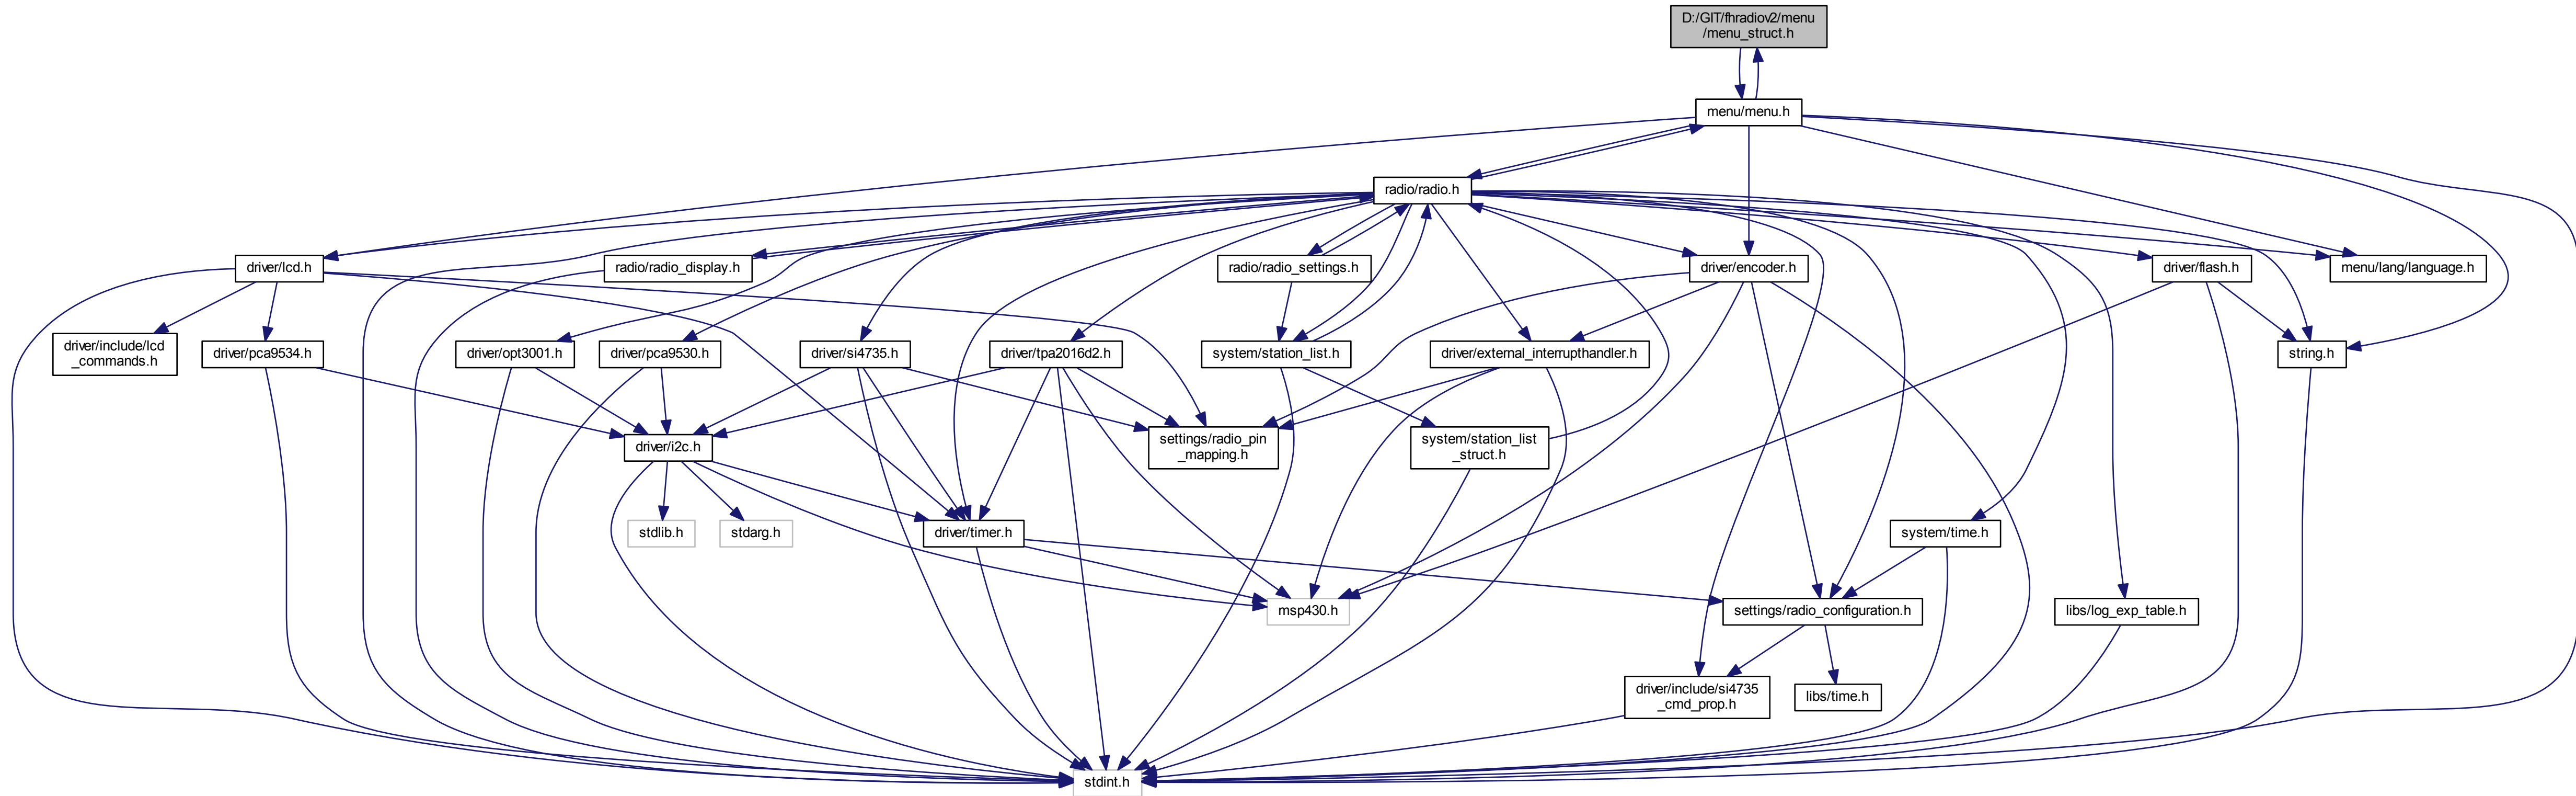 D:/GIT/fhradiov2/menu
/menu_struct.h
menu/menu.h
radio/radio.h
driver/lcd.h
radio/radio_display.h
radio/radio_settings.h
driver/encoder.h
driver/flash.h
menu/lang/language.h
driver/include/lcd
_commands.h
driver/pca9534.h
driver/opt3001.h
driver/pca9530.h
driver/si4735.h
driver/tpa2016d2.h
system/station_list.h
driver/external_interrupthandler.h
string.h
driver/i2c.h
settings/radio_pin
_mapping.h
system/station_list
_struct.h
stdlib.h
stdarg.h
driver/timer.h
system/time.h
msp430.h
settings/radio_configuration.h
libs/log_exp_table.h
driver/include/si4735
_cmd_prop.h
libs/time.h
stdint.h